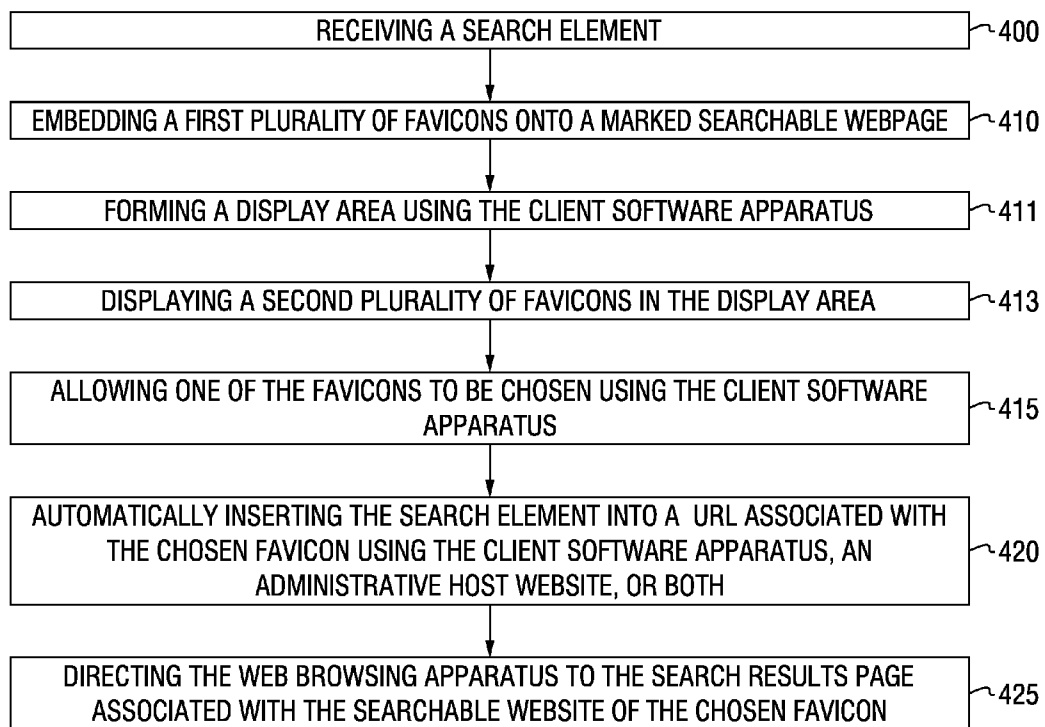 RECEIVING A SEARCH ELEMENT
400
EMBEDDING A FIRST PLURALITY OF FAVICONS ONTO A MARKED SEARCHABLE WEBPAGE
410
FORMING A DISPLAY AREA USING THE CLIENT SOFTWARE APPARATUS
411
DISPLAYING A SECOND PLURALITY OF FAVICONS IN THE DISPLAY AREA
413
ALLOWING ONE OF THE FAVICONS TO BE CHOSEN USING THE CLIENT SOFTWARE
APPARATUS
415
AUTOMATICALLY INSERTING THE SEARCH ELEMENT INTO A URL ASSOCIATED WITH
THE CHOSEN FAVICON USING THE CLIENT SOFTWARE APPARATUS, AN
ADMINISTRATIVE HOST WEBSITE, OR BOTH
420
DIRECTING THE WEB BROWSING APPARATUS TO THE SEARCH RESULTS PAGE
ASSOCIATED WITH THE SEARCHABLE WEBSITE OF THE CHOSEN FAVICON
425